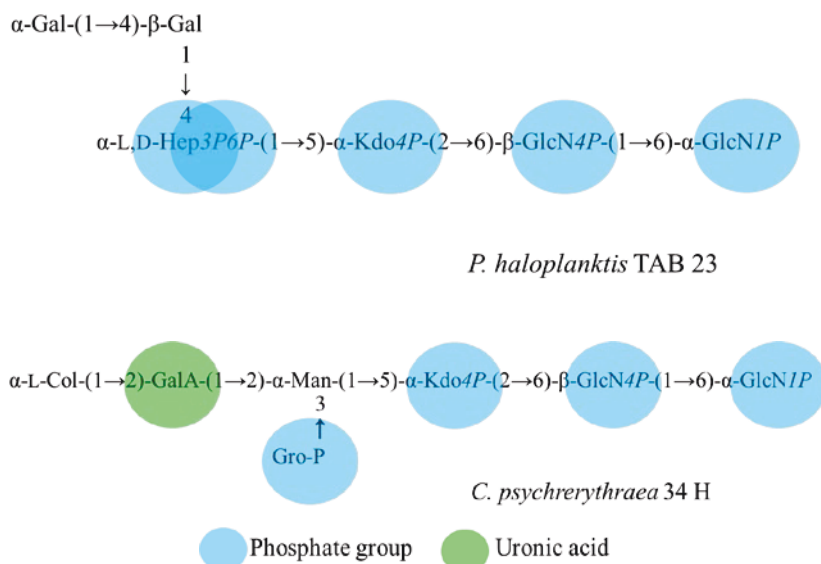 α-Gal-(1→4)-β-Gal
1
↓
4
α-L,D-Hep3P6P-(1→5)-α-Kdo4P-(2→6)-β-GlcN4P-(1→6)-α-GlcN1P
P. haloplanktis TAB 23
α-L-Col-(1→2)-GalA-(1→2)-α-Man-(1→5)-α-Kdo4P-(2→6)-β-GlcN4P-(1→6)-α-GlcN1P
3
↑
Gro-P
C. psychrerythraea 34 H
Phosphate group
Uronic acid